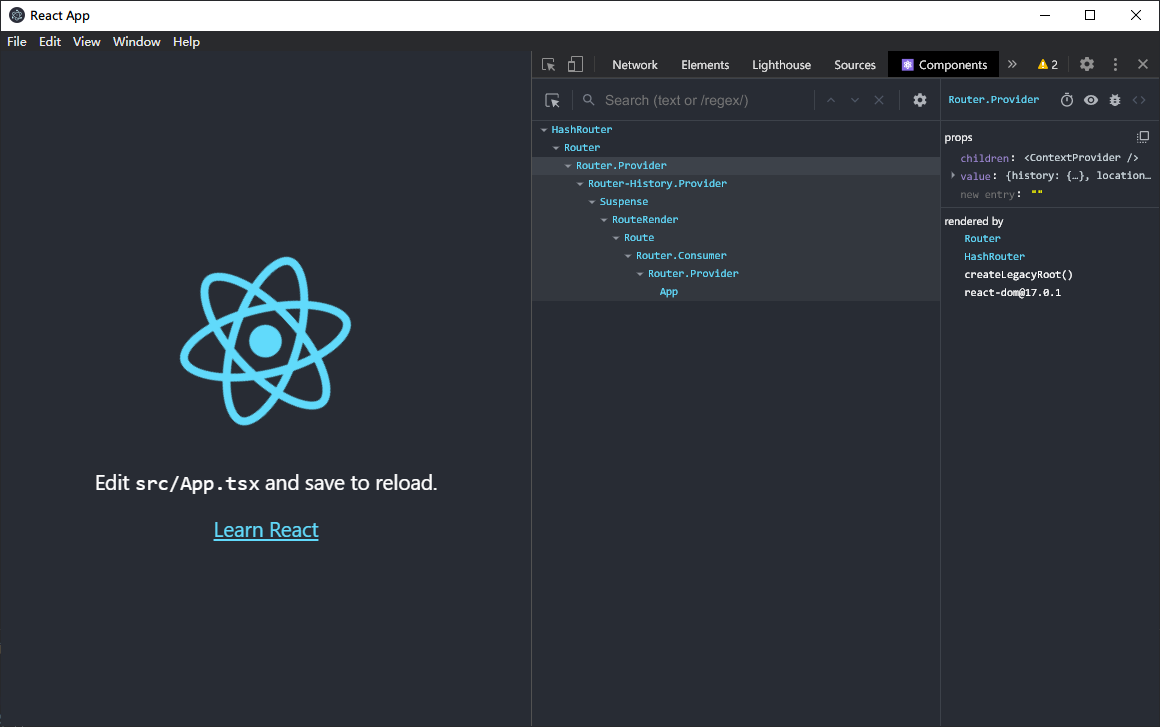 React App
File Edit View Window Help
Network Elements Lighthouse Sources Components » 2
Search (text or /regex/)
HashRouter
Router
Router.Provider
Router-History.Provider
Suspense
RouteRender
Route
Router.Consumer
Router.Provider
App
Router.Provider
props
children: <ContextProvider />
value: {history: {…}, location…
new entry: ""
rendered by
Router
HashRouter
createLegacyRoot()
react-dom@17.0.1
Edit src/App.tsx and save to reload.
Learn React